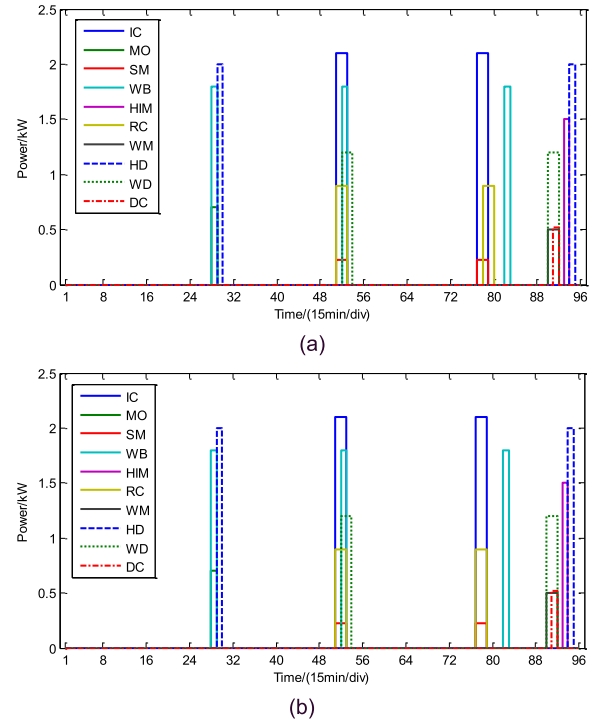 2.5
2
1.5
1
0.5
0
Power/kW
IC
MO
SM
WB
HIM
RC
WM
HD
WD
DC
1 8 16 24 32 40 48 56 64 72 80 88 96
Time/(15min/div)
(a)
2.5
2
1.5
1
0.5
0
Power/kW
IC
MO
SM
WB
HIM
RC
WM
HD
WD
DC
1 8 16 24 32 40 48 56 64 72 80 88 96
Time/(15min/div)
(b)